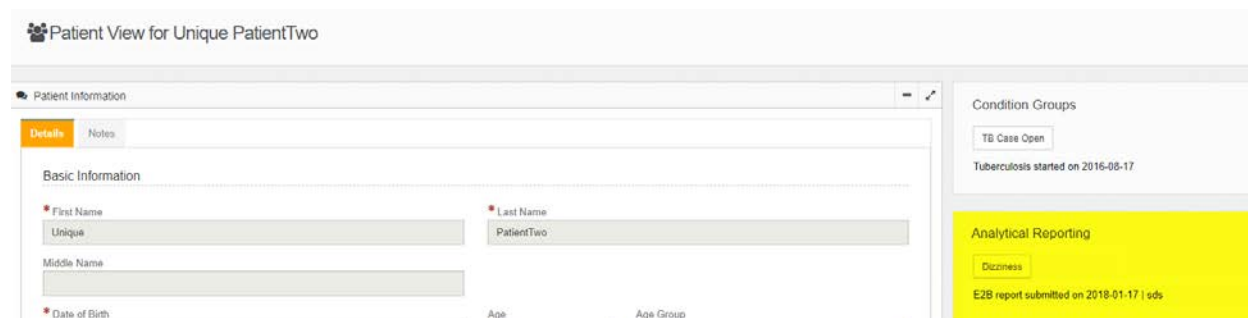 Patient View for Unique PatientTwo
Patient Information
Details Notes
Basic Information
* First Name
Unique
* Last Name
PatientTwo
Middle Name
* Date of Birth
Age
Age Group
Condition Groups
TB Case Open
Tuberculosis started on 2016-08-17
Analytical Reporting
Dizziness
E2B report submitted on 2018-01-17 | sds